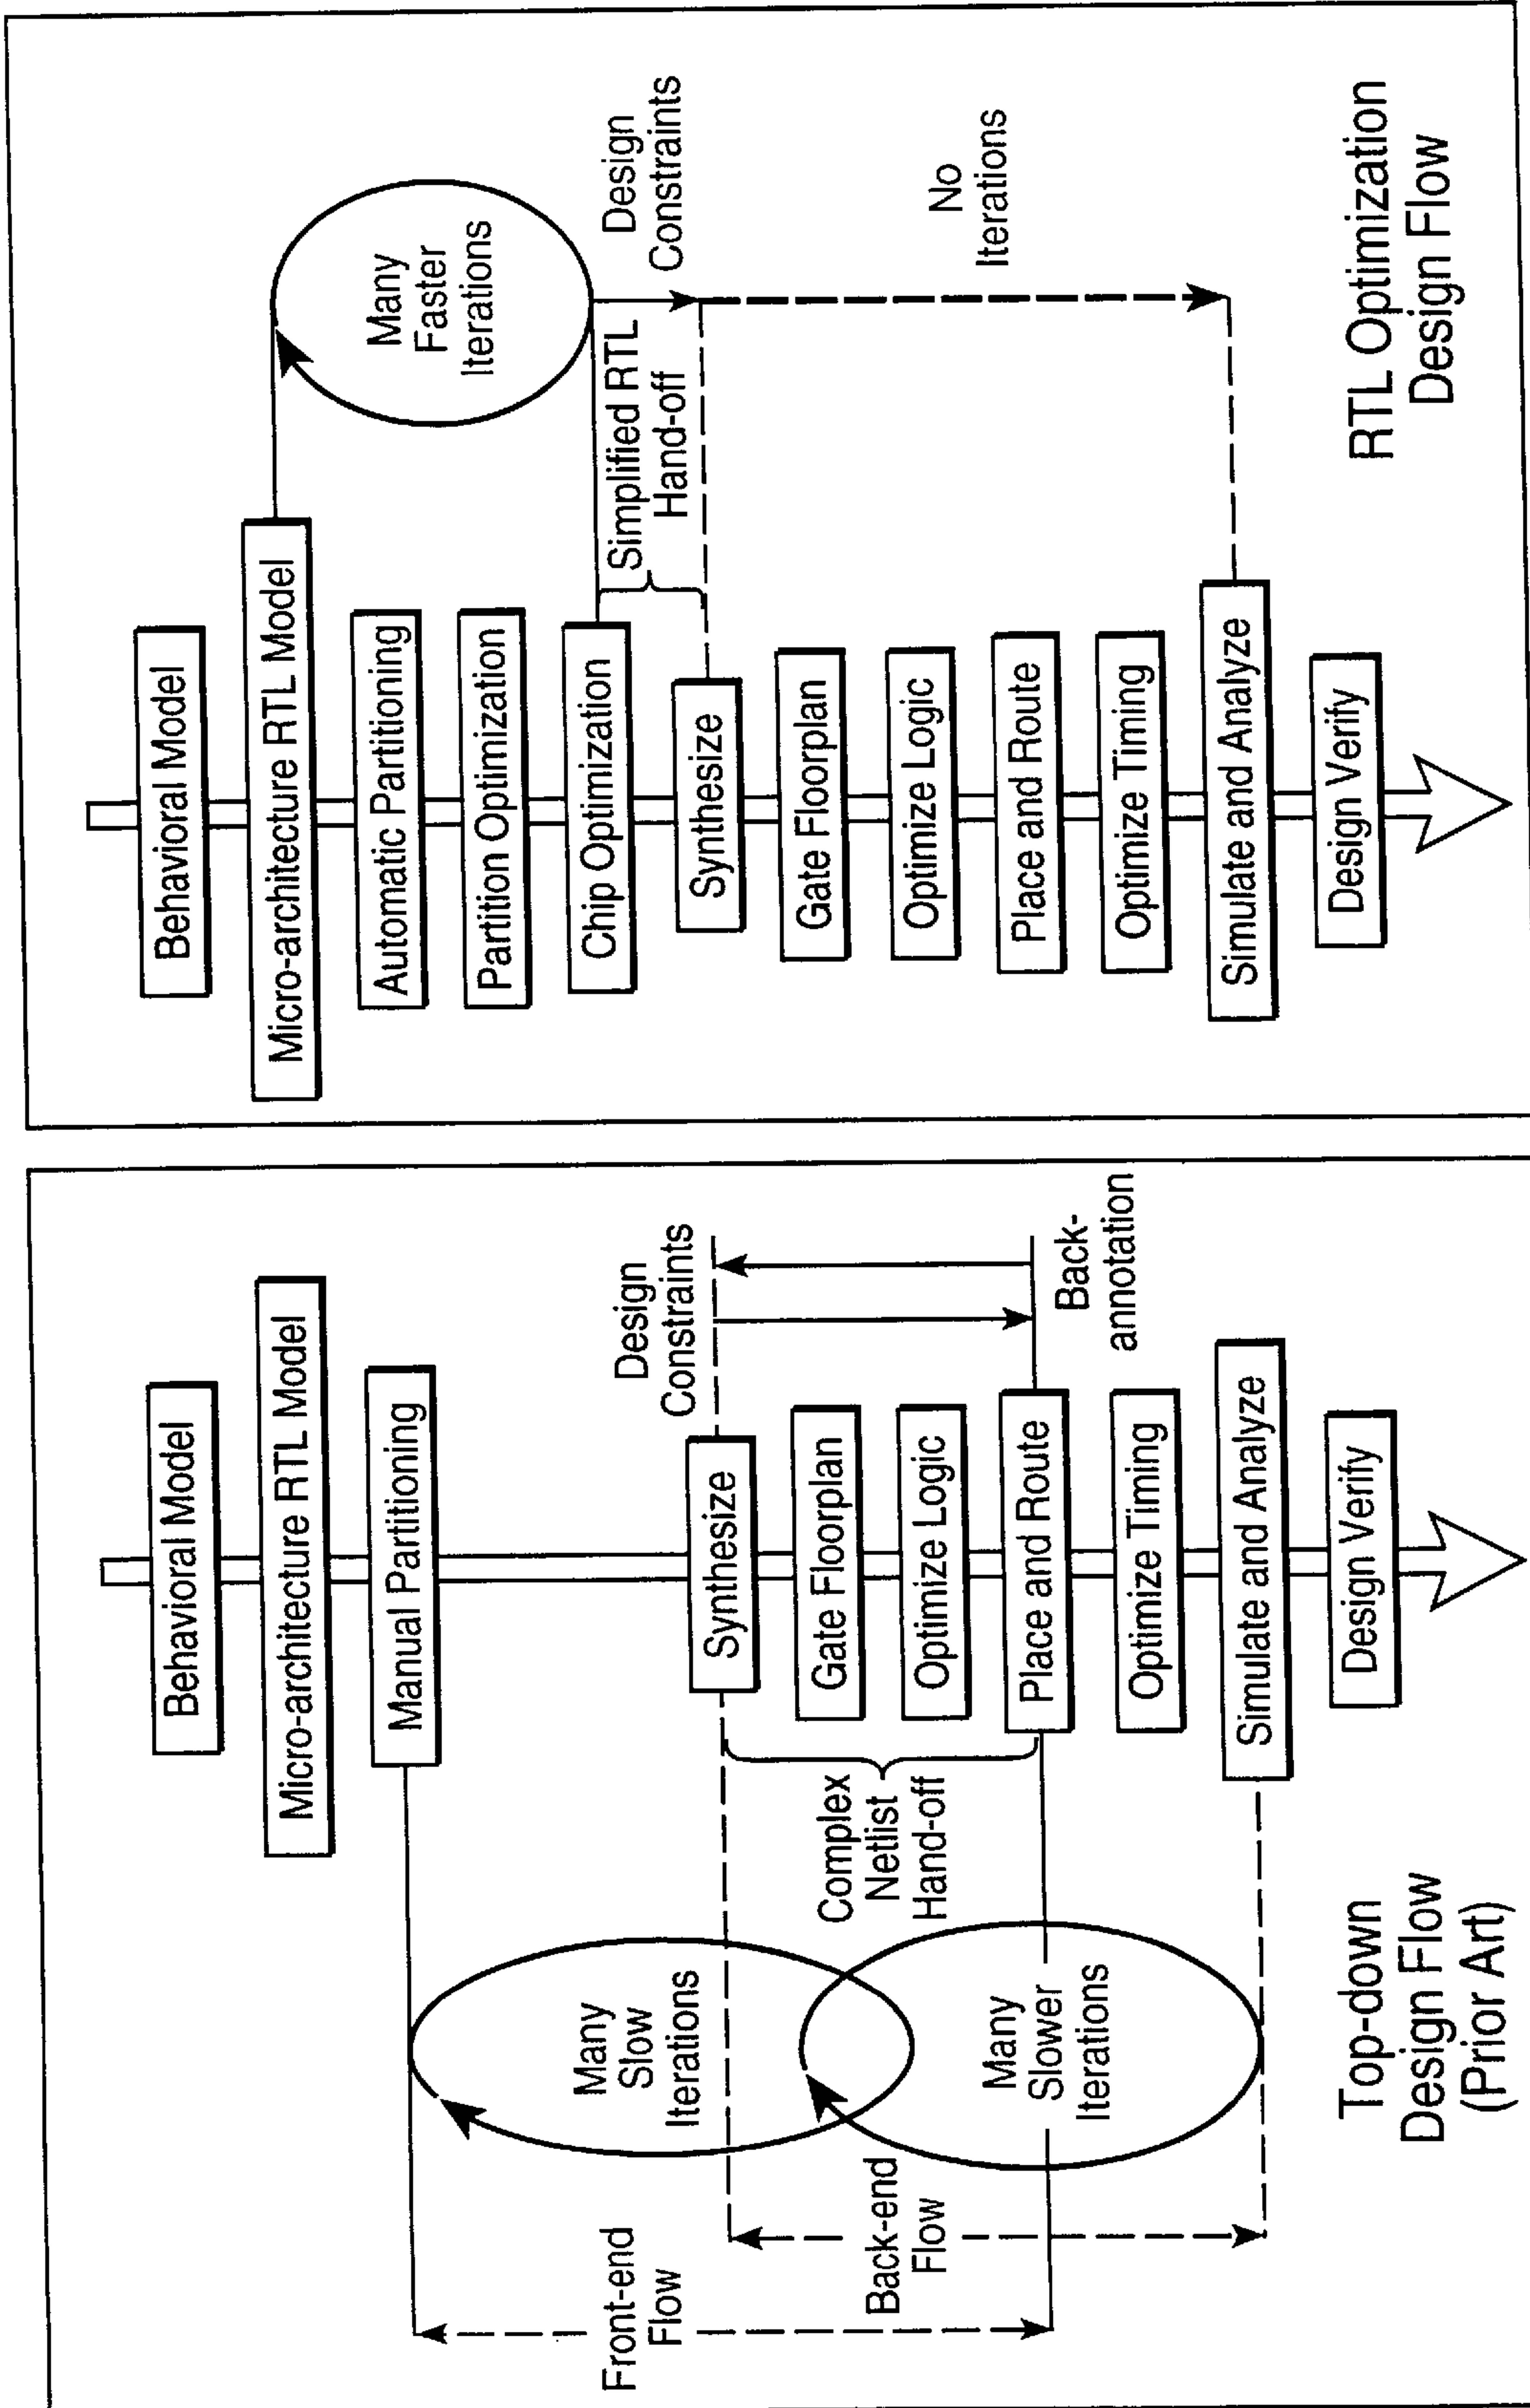 Behavioral Model
Micro-architecture RTL Model
Manual Partitioning
Synthesize
Gate Floorplan
Optimize Logic
Place and Route
Optimize Timing
Simulate and Analyze
Design Verify
Front-end
Flow
Back-end
Flow
Many
Slow
Iterations
Many
Slower
Iterations
Complex
Netlist
Hand-off
Design
Constraints
Back-
annotation
Top-down
Design Flow
(Prior Art)
Behavioral Model
Micro-architecture RTL Model
Automatic Partitioning
Partition Optimization
Chip Optimization
Synthesize
Gate Floorplan
Optimize Logic
Place and Route
Optimize Timing
Simulate and Analyze
Design Verify
Many
Faster
Iterations
Simplified RTL
Hand-off
Design
Constraints
No
Iterations
RTL Optimization
Design Flow